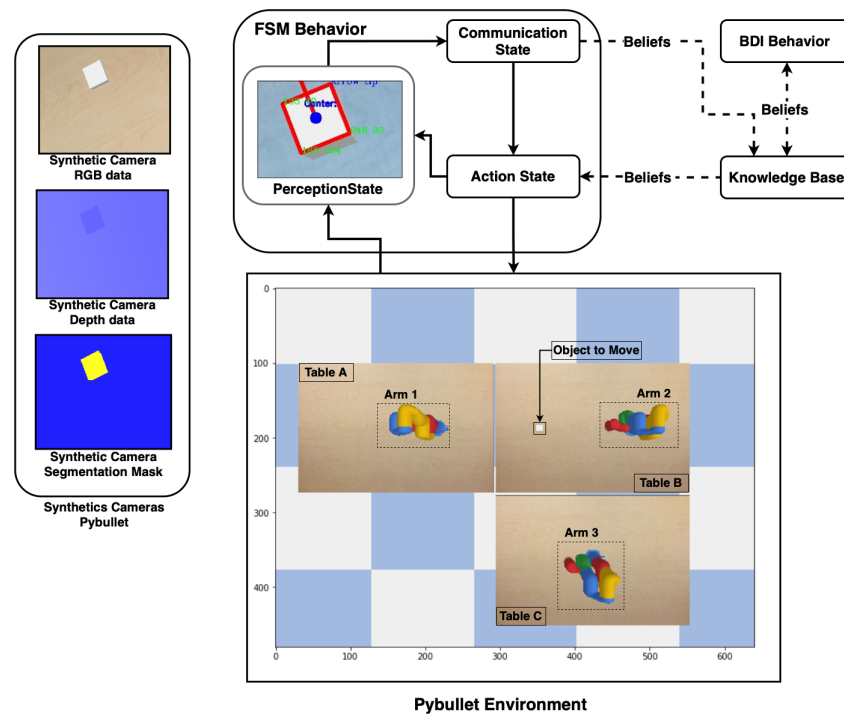 Synthetic Camera
RGB data
Synthetic Camera
Depth data
Synthetic Camera
Segmentation Mask
Synthetics Cameras
Pybullet
FSM Behavior
Communication
State
Center:
PerceptionState
Action State
Beliefs
BDI Behavior
Beliefs
Beliefs
Knowledge Base
0
100
200
300
400
0
100
200
300
400
500
600
Table A
Arm 1
Object to Move
Arm 2
Table B
Arm 3
Table C
Pybullet Environment